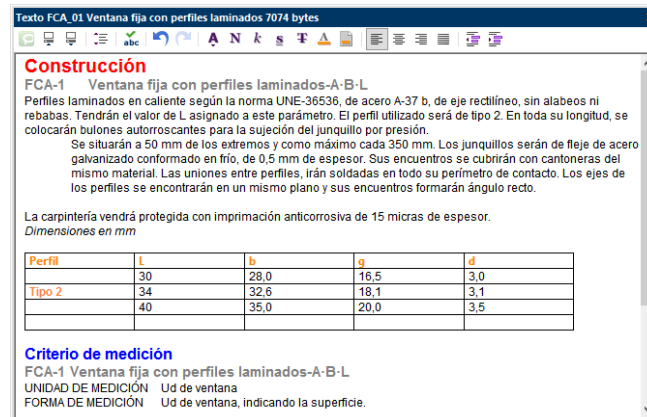 Texto FCA_01 Ventana fija con perfiles laminados 7074 bytes
abc A N k s T A
Construcción
FCA-1 Ventana fija con perfiles laminados-A·B·L
Perfiles laminados en caliente según la norma UNE-36536, de acero A-37 b, de eje rectilíneo, sin alabeos ni
rebabas. Tendrán el valor de L asignado a este parámetro. El perfil utilizado será de tipo 2. En toda su longitud, se
colocarán bulones autorroscantes para la sujeción del junquillo por presión.
Se situarán a 50 mm de los extremos y como máximo cada 350 mm. Los junquillos serán de fleje de acero
galvanizado conformado en frío, de 0,5 mm de espesor. Sus encuentros se cubrirán con cantoneras del
mismo material. Las uniones entre perfiles, irán soldadas en todo su perímetro de contacto. Los ejes de
los perfiles se encontrarán en un mismo plano y sus encuentros formarán ángulo recto.
La carpintería vendrá protegida con imprimación anticorrosiva de 15 micras de espesor.
Dimensiones en mm
Perfil L b g d
30 28,0 16,5 3,0
Tipo 2 34 32,6 18,1 3,1
40 35,0 20,0 3,5
Criterio de medición
FCA-1 Ventana fija con perfiles laminados-A·B·L
UNIDAD DE MEDICIÓN Ud de ventana
FORMA DE MEDICIÓN Ud de ventana, indicando la superficie.